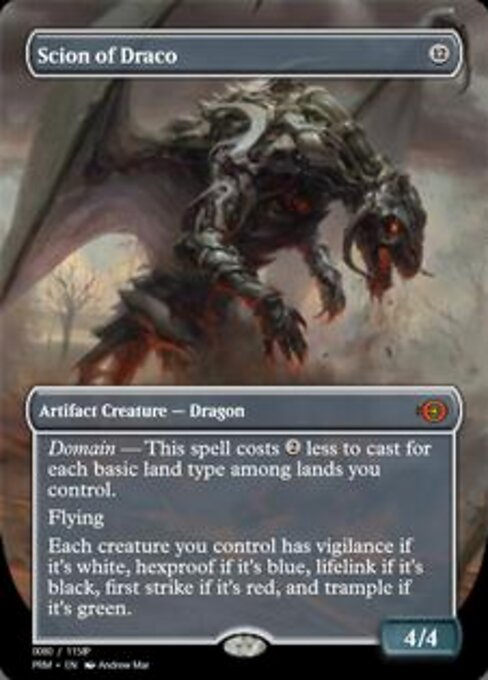 Scion of Draco 12
Artifact Creature — Dragon
Domain — This spell costs 2 less to cast for
each basic land type among lands you
control.
Flying
Each creature you control has vigilance if
it's white, hexproof if it's blue, lifelink if it's
black, first strike if it's red, and trample if
it's green.
4/4
PRM • EN Andrew Mar